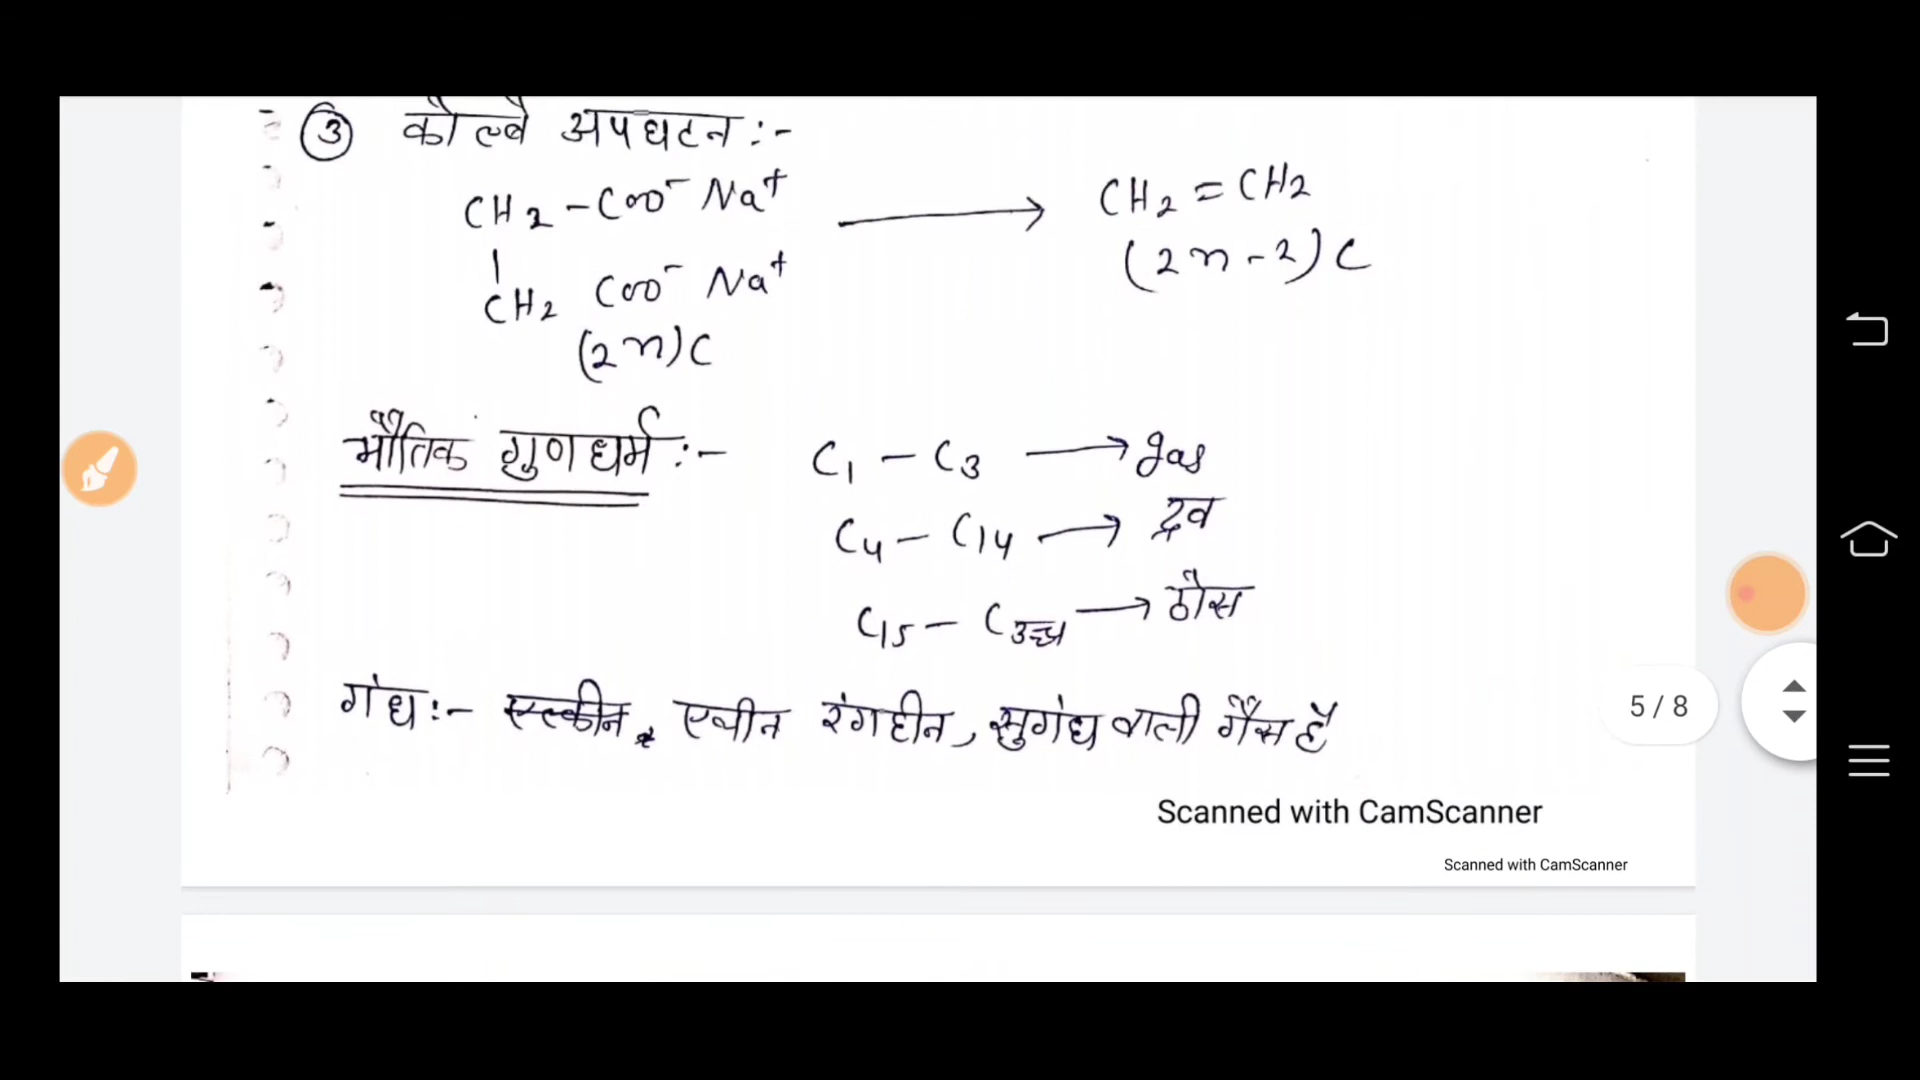 ③ कोल्वे अपघटन :-
CH2 - COO- Na+ ⟶ CH2 = CH2
|
CH2 COO- Na+ (2n-2) C
(2n) C
भौतिक गुणधर्म :- C1 - C3 ⟶ gas
C4 - C14 ⟶ द्रव
C15 - Cउच्च ⟶ ठोस
गंध :- एल्कीन, एथीन रंगहीन, सुगंध वाली गैस है
5 / 8
Scanned with CamScanner
Scanned with CamScanner